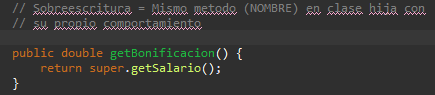 // Sobreescritura = Mismo metodo (NOMBRE) en clase hija con
// su propio comportamiento
public double getBonificacion() {
return super.getSalario();
}